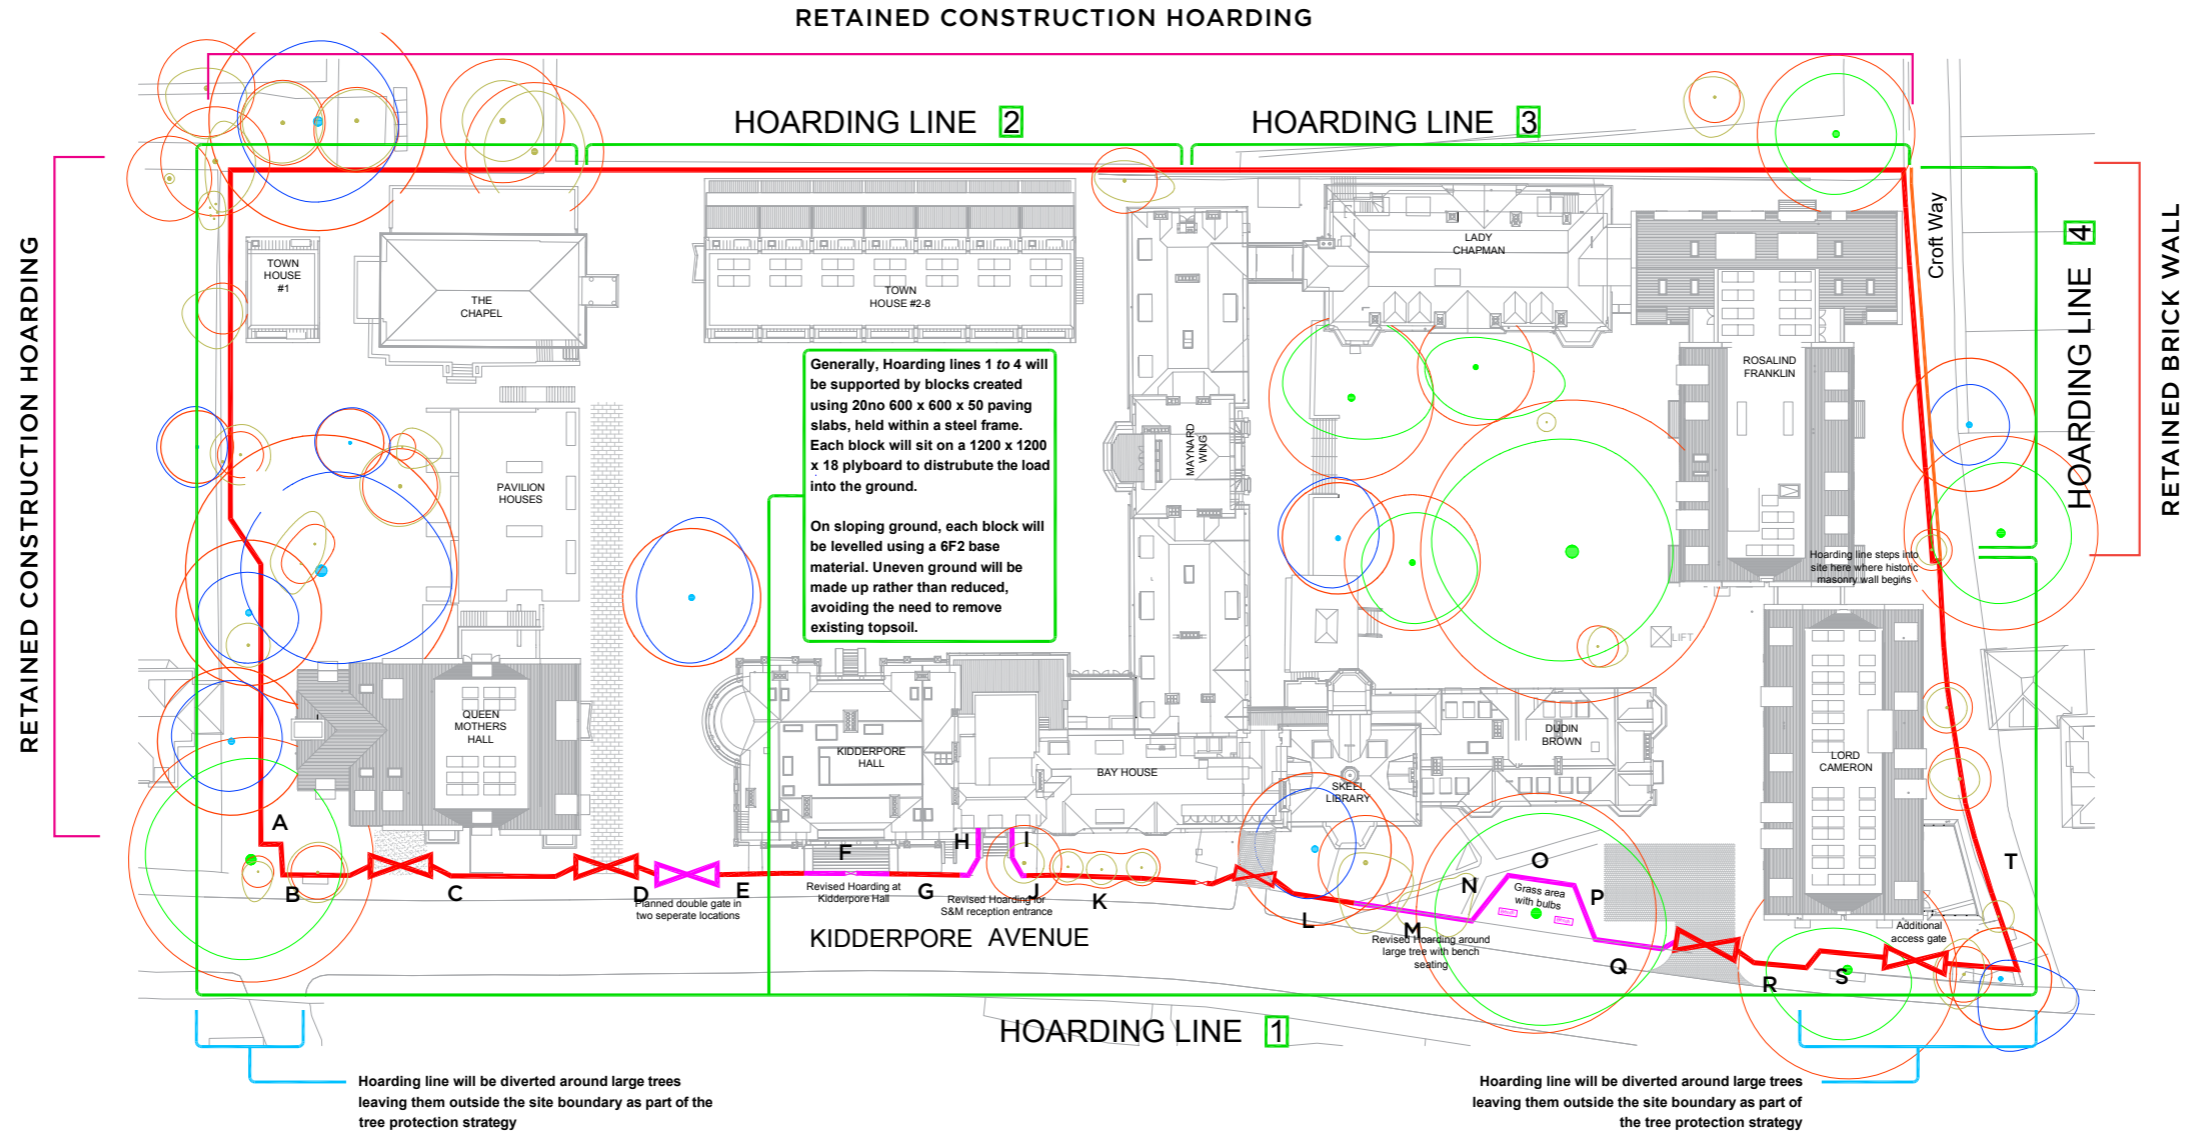 RETAINED CONSTRUCTION HOARDING
HOARDING LINE 2
HOARDING LINE 3
RETAINED CONSTRUCTION HOARDING
HOARDING LINE 4
RETAINED BRICK WALL
Croft Way
TOWN
HOUSE
#1
THE
CHAPEL
TOWN
HOUSE #2-8
LADY
CHAPMAN
ROSALIND
FRANKLIN
MAYNARD
WING
PAVILION
HOUSES
Generally, Hoarding lines 1 to 4 will
be supported by blocks created
using 20no 600 x 600 x 50 paving
slabs, held within a steel frame.
Each block will sit on a 1200 x 1200
x 18 plyboard to distrubute the load
into the ground.
On sloping ground, each block will
be levelled using a 6F2 base
material. Uneven ground will be
made up rather than reduced,
avoiding the need to remove
existing topsoil.
Hoarding line steps into
site here where historic
masonry wall begins
LIFT
QUEEN
MOTHERS
HALL
KIDDERPORE
HALL
BAY HOUSE
SKEEL
LIBRARY
DUDIN
BROWN
LORD
CAMERON
A
B
C
D
E
F
G
H
I
J
K
L
M
N
O
P
Q
R
S
T
Planned double gate in
two seperate locations
Revised Hoarding at
Kidderpore Hall
Revised Hoarding for
S&M reception entrance
Revised Hoarding around
large tree with bench
seating
Grass area
with bulbs
Additional
access gate
KIDDERPORE AVENUE
HOARDING LINE 1
Hoarding line will be diverted around large trees
leaving them outside the site boundary as part of the
tree protection strategy
Hoarding line will be diverted around large trees
leaving them outside the site boundary as part of
the tree protection strategy